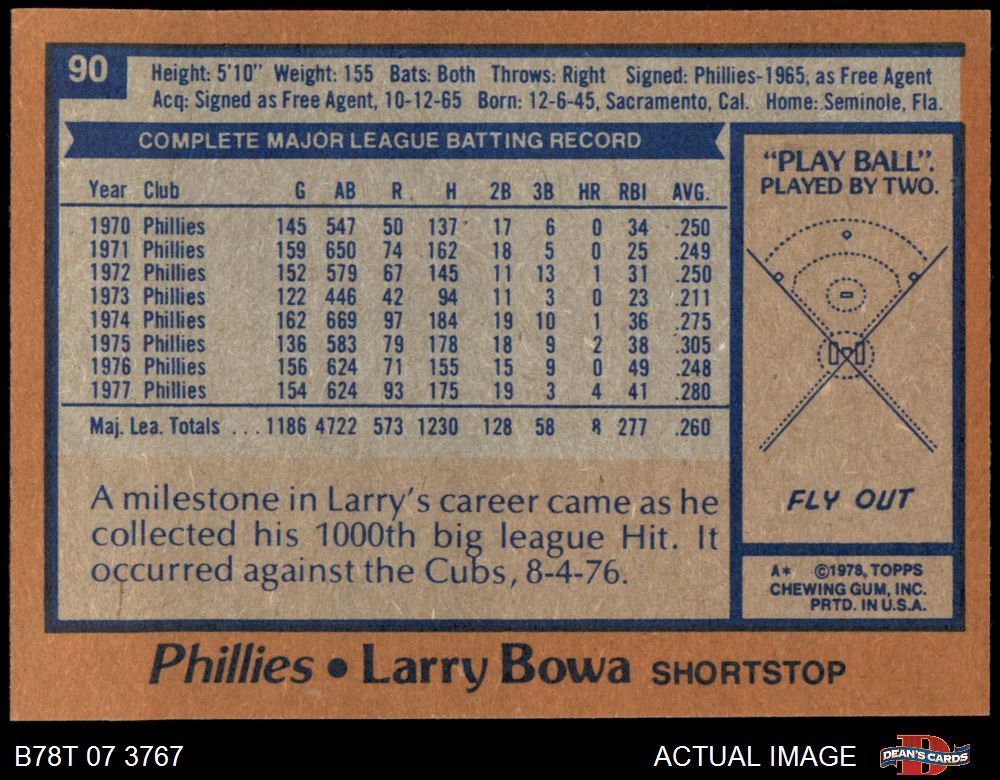 90
Height: 5'10" Weight: 155 Bats: Both Throws: Right Signed: Phillies-1965, as Free Agent
Acq: Signed as Free Agent, 10-12-65 Born: 12-6-45, Sacramento, Cal. Home: Seminole, Fla.
COMPLETE MAJOR LEAGUE BATTING RECORD
Year Club G AB R H 2B 3B HR RBI AVG.
1970 Phillies 145 547 50 137 17 6 0 34 .250
1971 Phillies 159 650 74 162 18 5 0 25 .249
1972 Phillies 152 579 67 145 11 13 1 31 .250
1973 Phillies 122 446 42 94 11 3 0 23 .211
1974 Phillies 162 669 97 184 19 10 1 36 .275
1975 Phillies 136 583 79 178 18 9 2 38 .305
1976 Phillies 156 624 71 155 15 9 0 49 .248
1977 Phillies 154 624 93 175 19 3 4 41 .280
Maj. Lea. Totals ... 1186 4722 573 1230 128 58 8 277 .260
A milestone in Larry's career came as he
collected his 1000th big league Hit. It
occurred against the Cubs, 8-4-76.
"PLAY BALL".
PLAYED BY TWO.
FLY OUT
A* ©1978, TOPPS
CHEWING GUM, INC.
PRTD. IN U.S.A.
Phillies • Larry Bowa SHORTSTOP
B78T 07 3767
ACTUAL IMAGE
DEAN'S CARDS